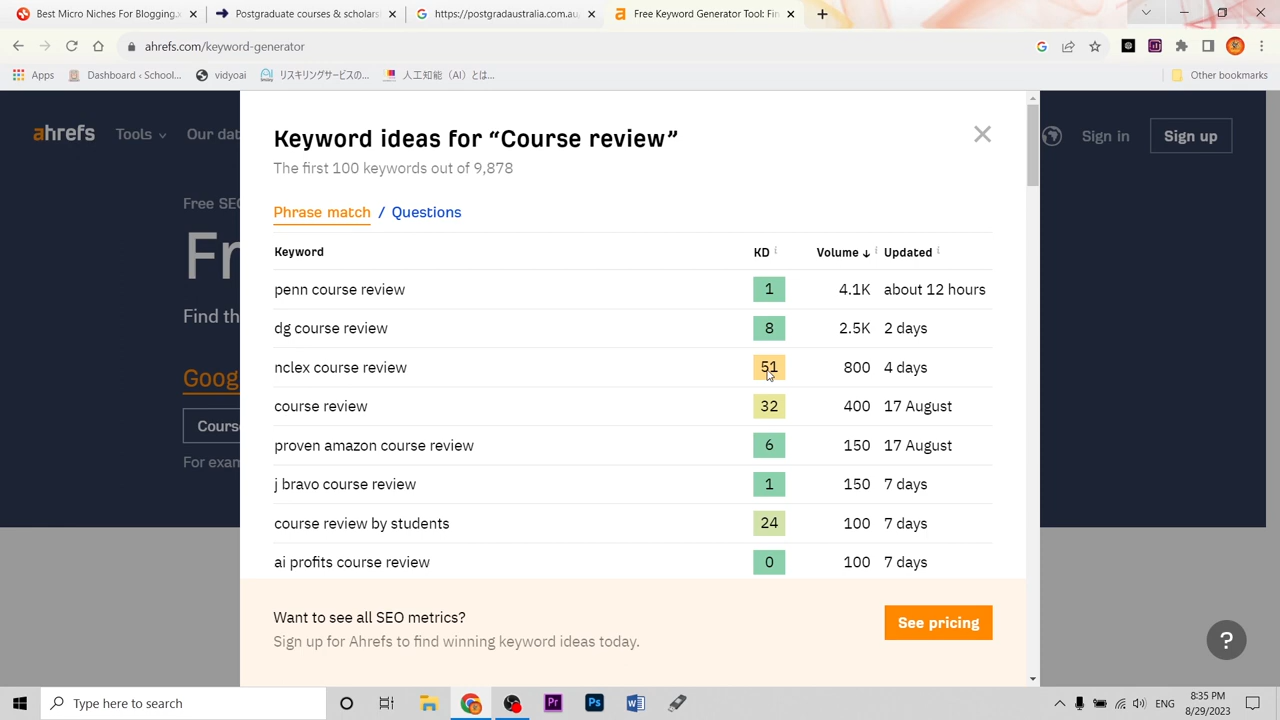 10 Most Profitable Niches For Blogging.
Postgraduate courses & scholars
https://postgradaustralia.com.au
Free Keyword Generator Tool: Fin
ahrefs.com/keyword-generator
Apps
Dashboard ‹ School...
vidyoai
リスキリングサービスの...
人工知能（AI）とは...
Other bookmarks
ahrefs
Tools
Our dat
Sign in
Sign up
Free SEO
Fr
Find th
Goog
Cours
For exam
Keyword ideas for “Course review”
The first 100 keywords out of 9,878
Phrase match / Questions
Keyword KD i Volume ↓ i Updated i
penn course review 1 4.1K about 12 hours
dg course review 8 2.5K 2 days
nclex course review 51 800 4 days
course review 32 400 17 August
proven amazon course review 6 150 17 August
j bravo course review 1 150 7 days
course review by students 24 100 7 days
ai profits course review 0 100 7 days
Want to see all SEO metrics?
Sign up for Ahrefs to find winning keyword ideas today.
See pricing
?
Type here to search
Pr
Ps
W
ENG
8:35 PM
8/29/2023